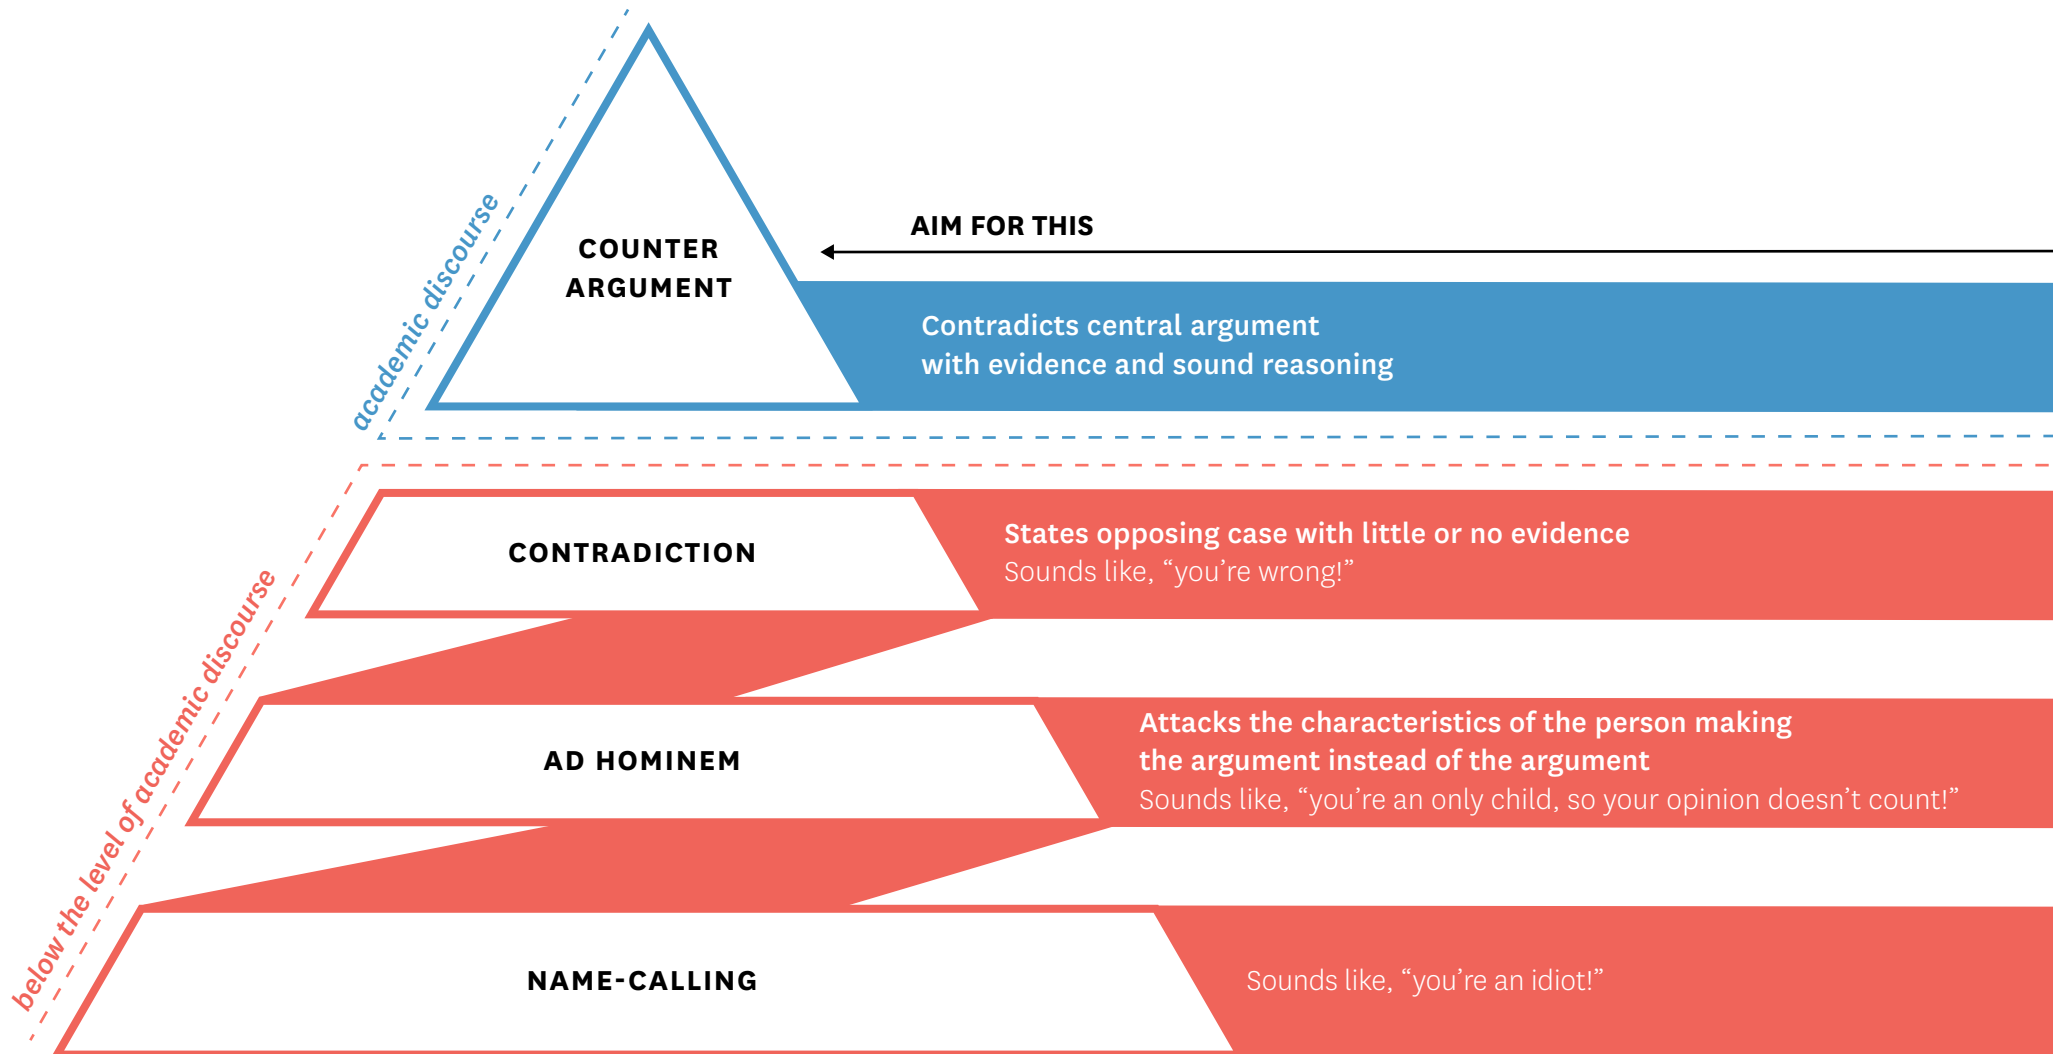 academic discourse
COUNTER
ARGUMENT
AIM FOR THIS
Contradicts central argument
with evidence and sound reasoning
below the level of academic discourse
CONTRADICTION
States opposing case with little or no evidence
Sounds like, “you’re wrong!”
AD HOMINEM
Attacks the characteristics of the person making
the argument instead of the argument
Sounds like, “you’re an only child, so your opinion doesn’t count!”
NAME-CALLING
Sounds like, “you’re an idiot!”